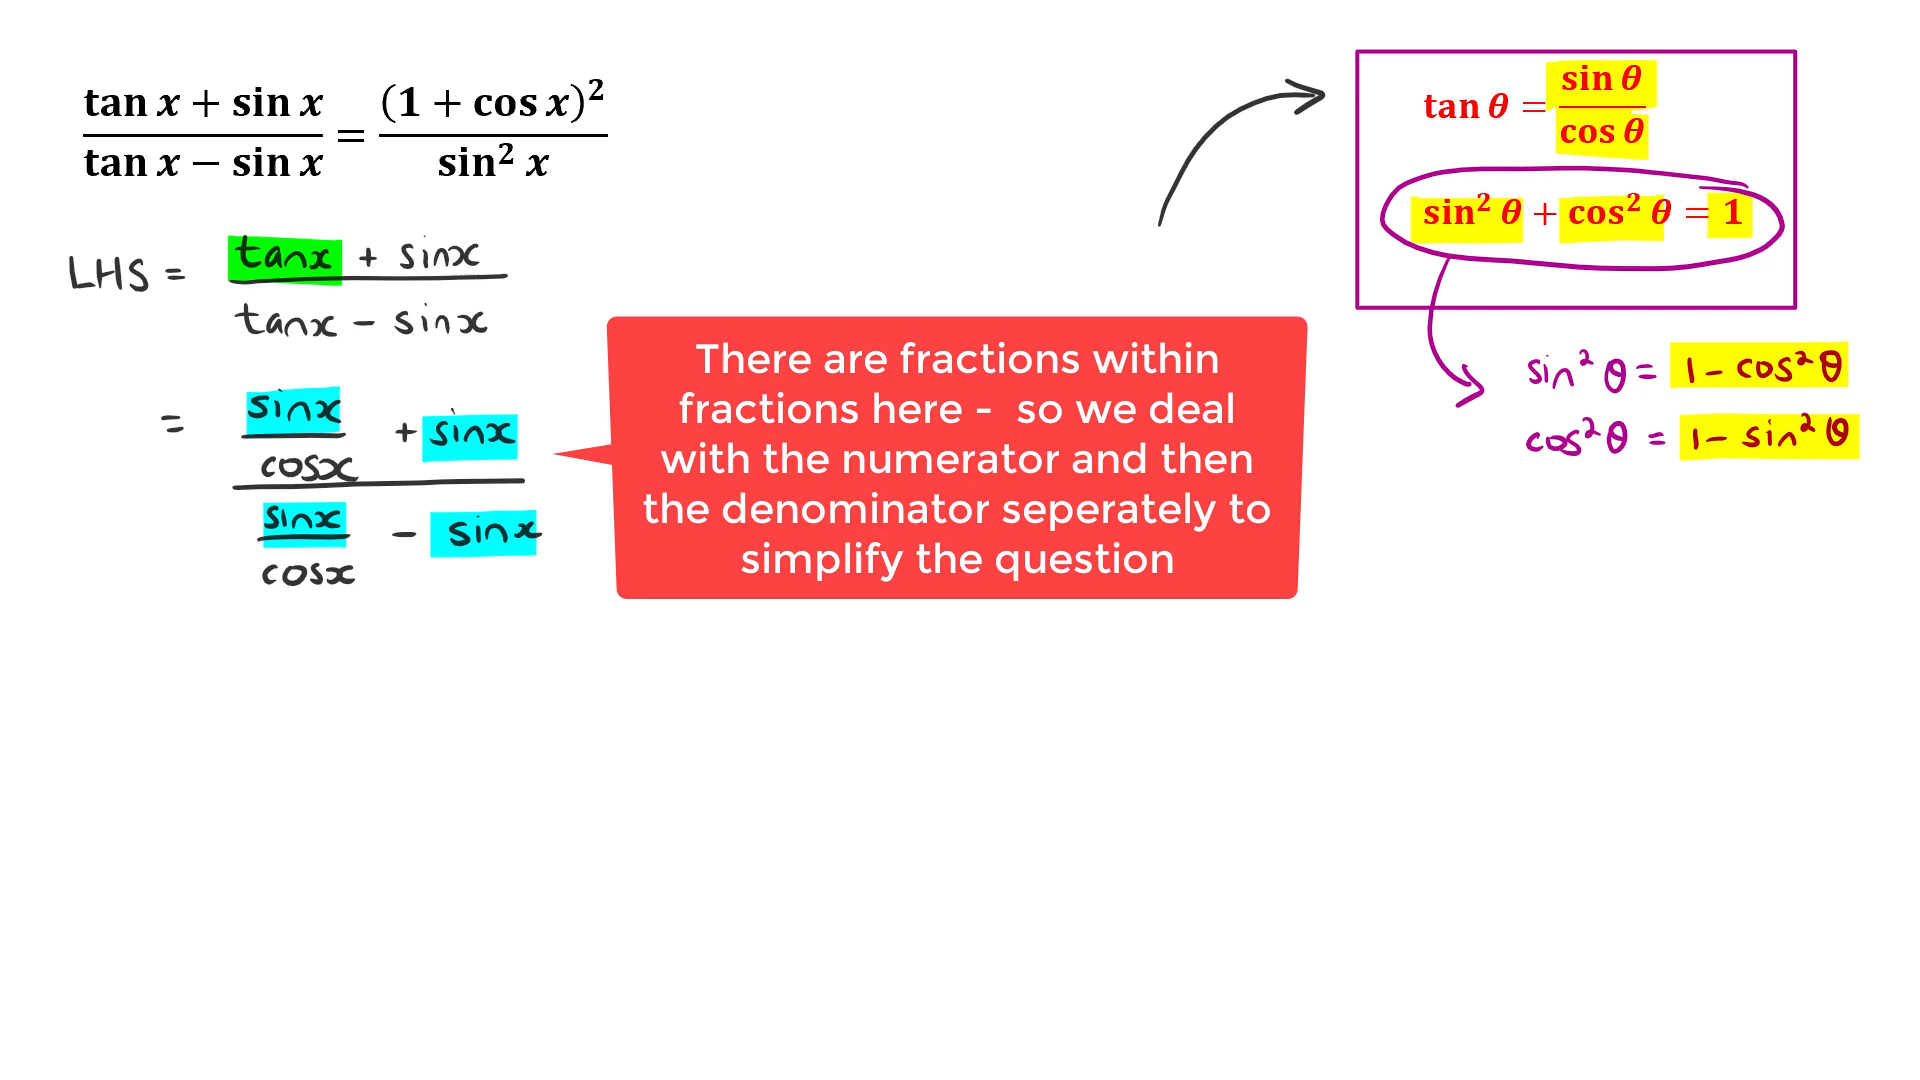 tan x + sin x / tan x − sin x = (1 + cos x)² / sin² x
LHS = tanx + sinx / tanx − sinx
= sinx / cosx + sinx
sinx / cosx − sinx
There are fractions within
fractions here - so we deal
with the numerator and then
the denominator seperately to
simplify the question
tan θ = sin θ / cos θ
sin² θ + cos² θ = 1
sin² θ = 1 − cos² θ
cos² θ = 1 − sin² θ